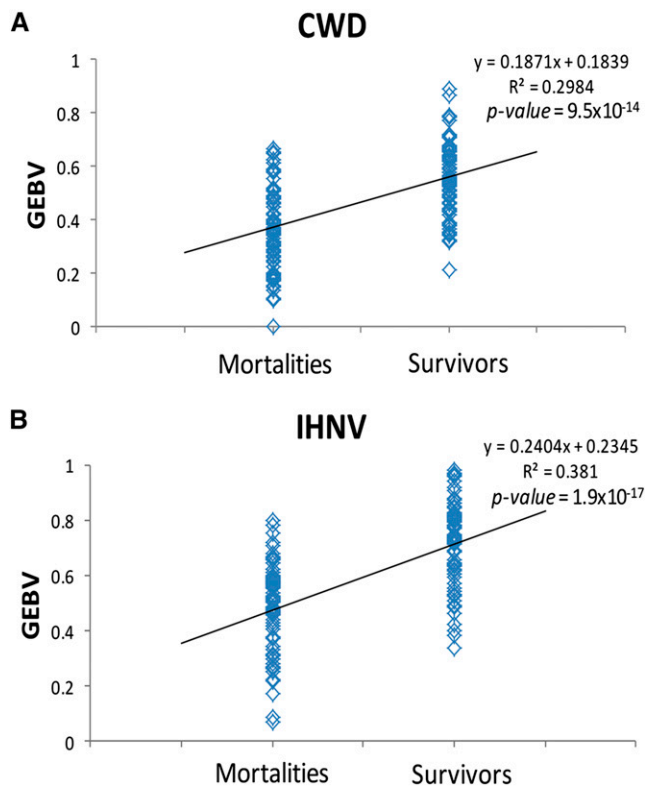 A
CWD
y = 0.1871x + 0.1839
R² = 0.2984
p-value = 9.5x10⁻¹⁴
1
0.8
0.6
0.4
0.2
0
GEBV
Mortalities Survivors
B
IHNV
y = 0.2404x + 0.2345
R² = 0.381
p-value = 1.9x10⁻¹⁷
1
0.8
0.6
0.4
0.2
0
GEBV
Mortalities Survivors